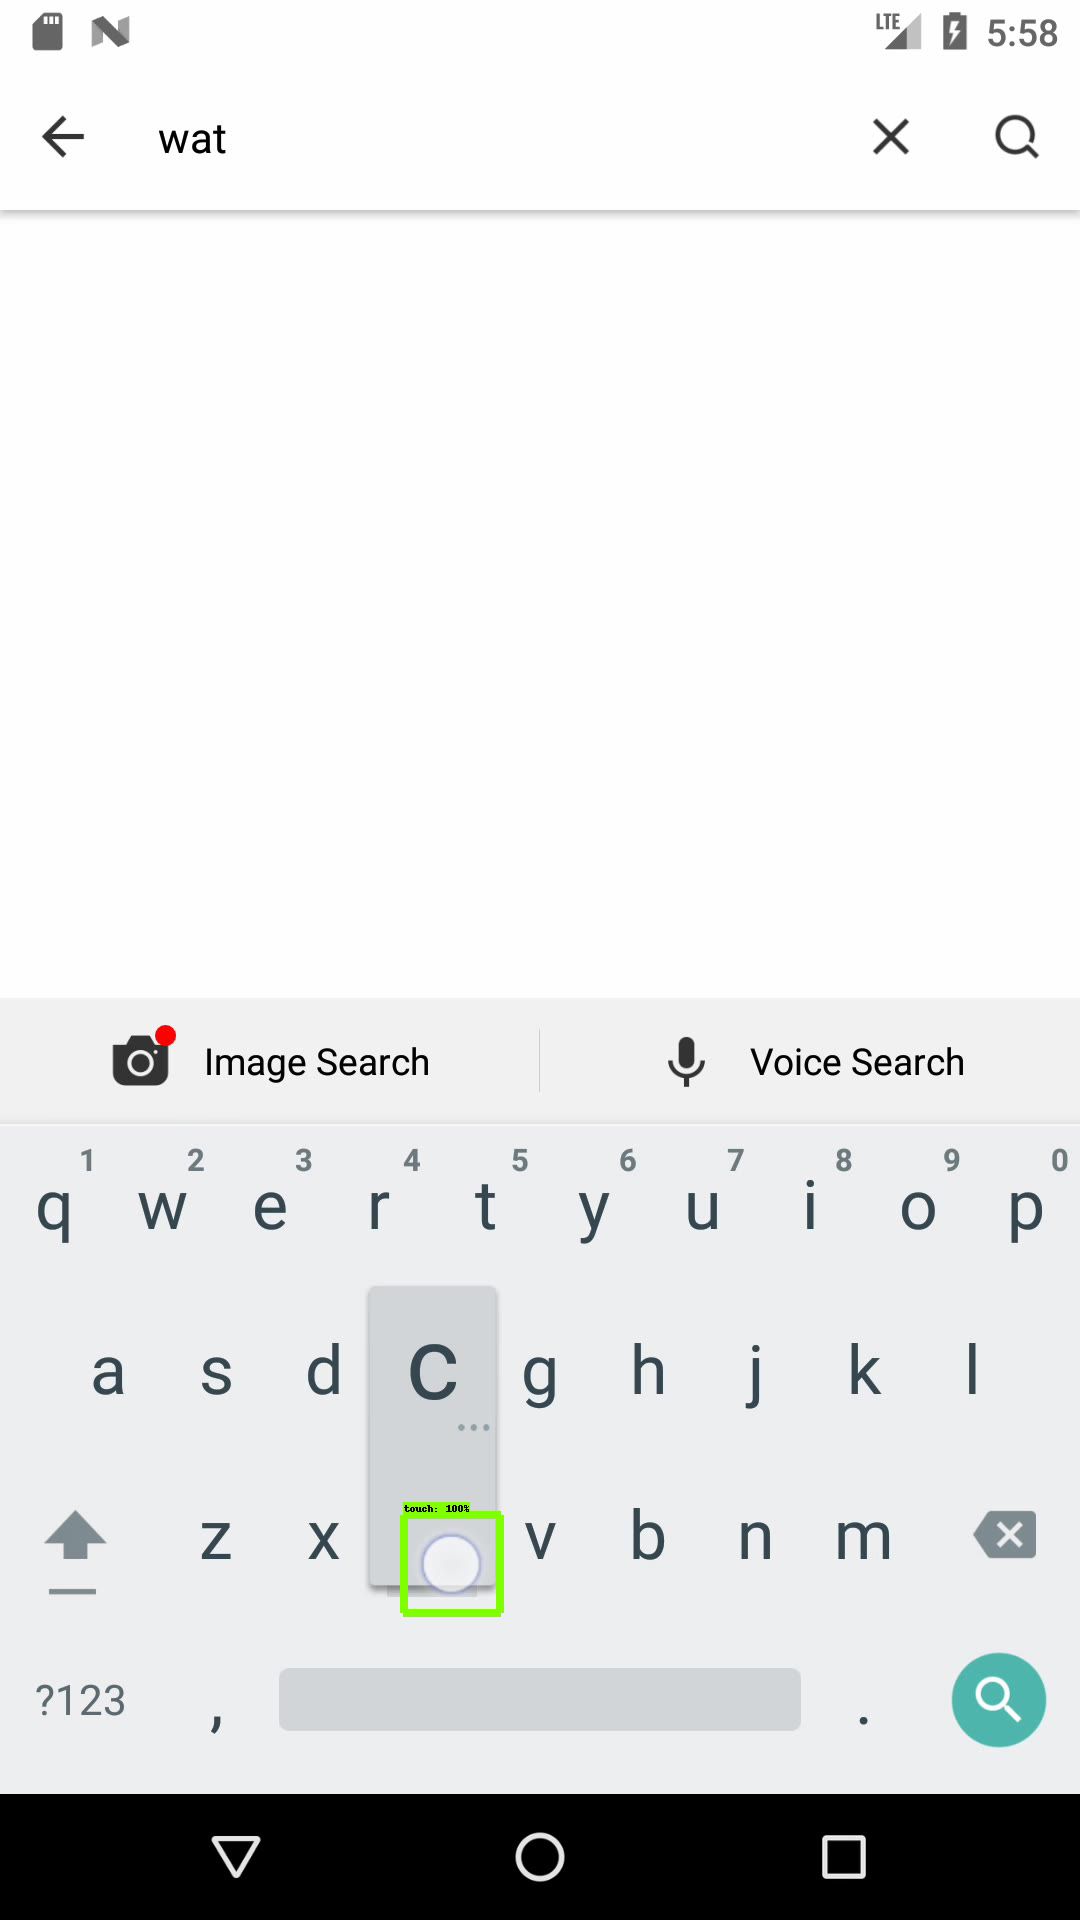 LTE 5:58
wat
Image Search Voice Search
1 2 3 4 5 6 7 8 9 0
q w e r t y u i o p
a s d c g h j k l
touch: 100%
z x v b n m
?123 , .